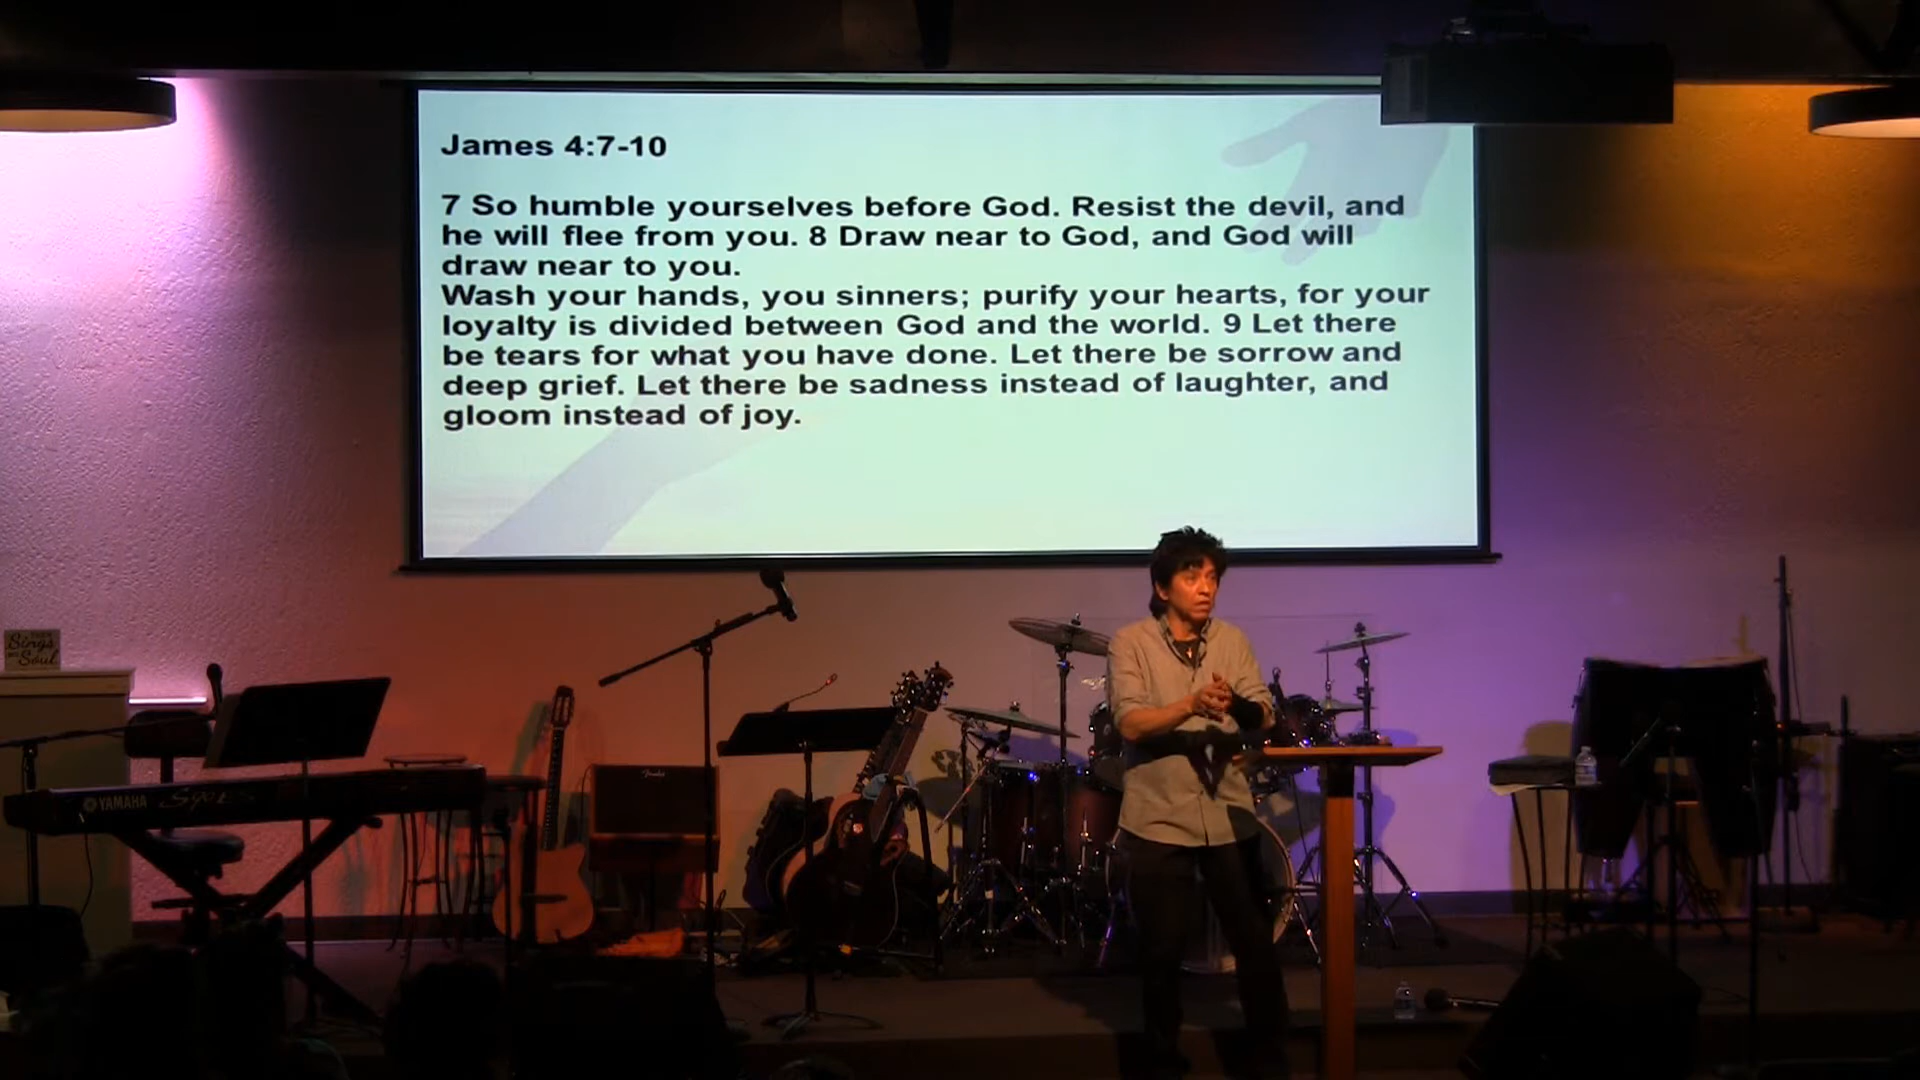 James 4:7-10
7 So humble yourselves before God. Resist the devil, and
he will flee from you. 8 Draw near to God, and God will
draw near to you.
Wash your hands, you sinners; purify your hearts, for your
loyalty is divided between God and the world. 9 Let there
be tears for what you have done. Let there be sorrow and
deep grief. Let there be sadness instead of laughter, and
gloom instead of joy.
Sings
Soul
Fender
YAMAHA